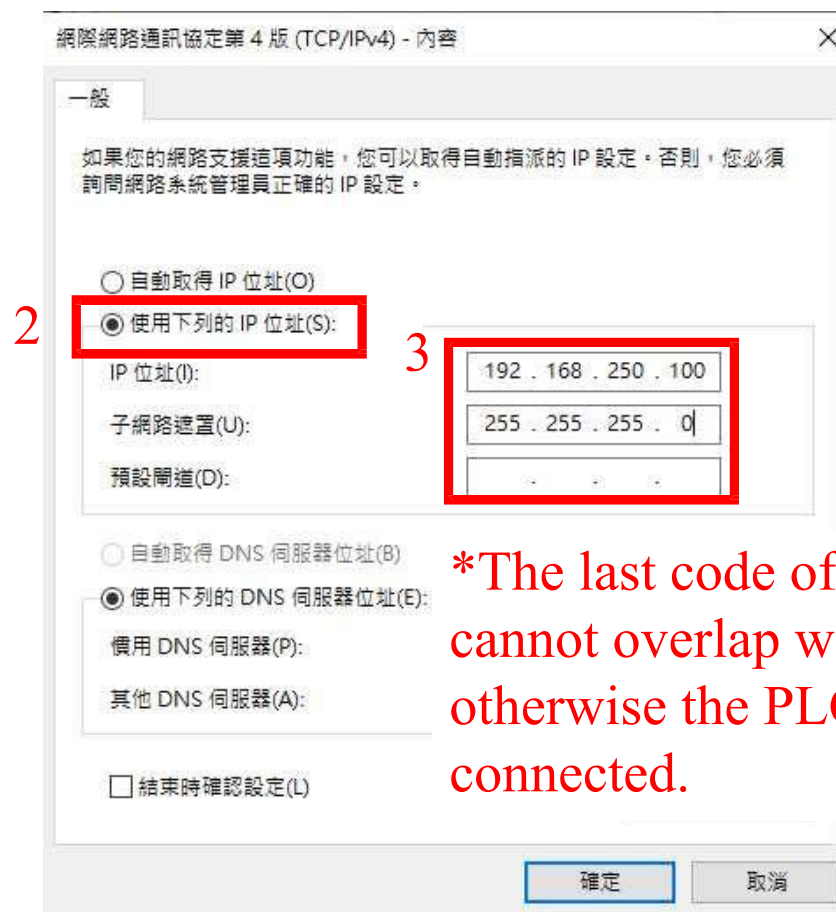 網際網路通訊協定第 4 版 (TCP/IPv4) - 內容
一般
如果您的網路支援這項功能，您可以取得自動指派的 IP 設定。否則，您必須
詢問網路系統管理員正確的 IP 設定。
自動取得 IP 位址(O)
2
使用下列的 IP 位址(S):
3
IP 位址(I):
192 . 168 . 250 . 100
子網路遮罩(U):
255 . 255 . 255 . 0
預設閘道(D):
. . .
自動取得 DNS 伺服器位址(B)
使用下列的 DNS 伺服器位址(E):
慣用 DNS 伺服器(P):
其他 DNS 伺服器(A):
*The last code of
cannot overlap w
otherwise the PL
connected.
結束時確認設定(L)
確定
取消